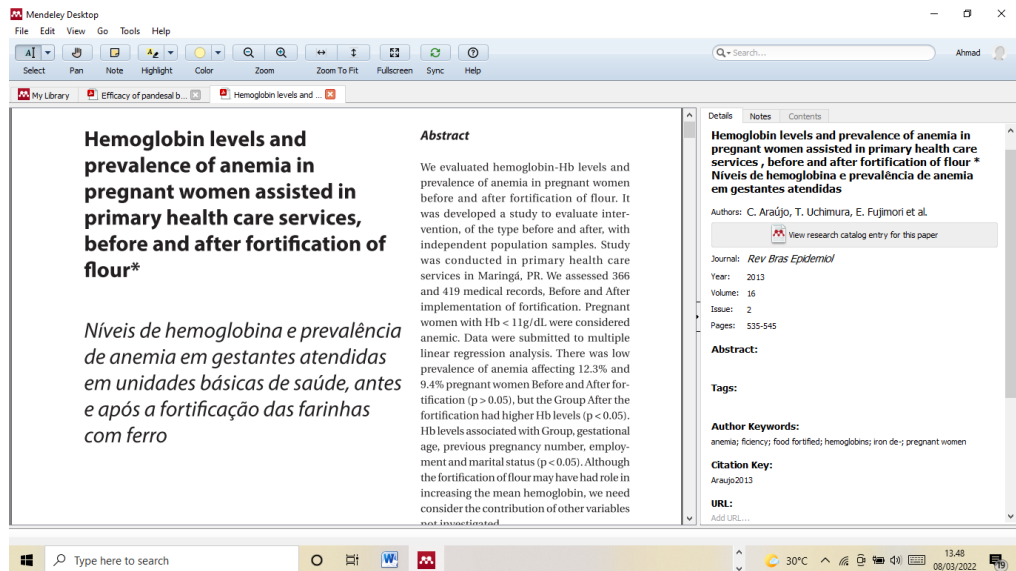 Mendeley Desktop
File Edit View Go Tools Help
Search...
Ahmad
Select Pan Note Highlight Color Zoom Zoom To Fit Fullscreen Sync Help
My Library Efficacy of pandesal b... Hemoglobin levels and ...
Hemoglobin levels and
prevalence of anemia in
pregnant women assisted in
primary health care services,
before and after fortification of
flour*
Níveis de hemoglobina e prevalência
de anemia em gestantes atendidas
em unidades básicas de saúde, antes
e após a fortificação das farinhas
com ferro
Abstract
We evaluated hemoglobin-Hb levels and
prevalence of anemia in pregnant women
before and after fortification of flour. It
was developed a study to evaluate inter-
vention, of the type before and after, with
independent population samples. Study
was conducted in primary health care
services in Maringá, PR. We assessed 366
and 419 medical records, Before and After
implementation of fortification. Pregnant
women with Hb < 11g/dL were considered
anemic. Data were submitted to multiple
linear regression analysis. There was low
prevalence of anemia affecting 12.3% and
9.4% pregnant women Before and After for-
tification (p > 0.05), but the Group After the
fortification had higher Hb levels (p < 0.05).
Hb levels associated with Group, gestational
age, previous pregnancy number, employ-
ment and marital status (p < 0.05). Although
the fortification of flour may have had role in
increasing the mean hemoglobin, we need
consider the contribution of other variables
not investigated
Details Notes Contents
Hemoglobin levels and prevalence of anemia in
pregnant women assisted in primary health care
services , before and after fortification of flour *
Níveis de hemoglobina e prevalência de anemia
em gestantes atendidas
Authors: C. Araújo, T. Uchimura, E. Fujimori et al.
View research catalog entry for this paper
Journal: Rev Bras Epidemiol
Year: 2013
Volume: 16
Issue: 2
Pages: 535-545
Abstract:
Tags:
Author Keywords:
anemia; ficiency; food fortified; hemoglobins; iron de-; pregnant women
Citation Key:
Araujo2013
URL:
Add URL...
Type here to search
30°C
13.48
08/03/2022
19